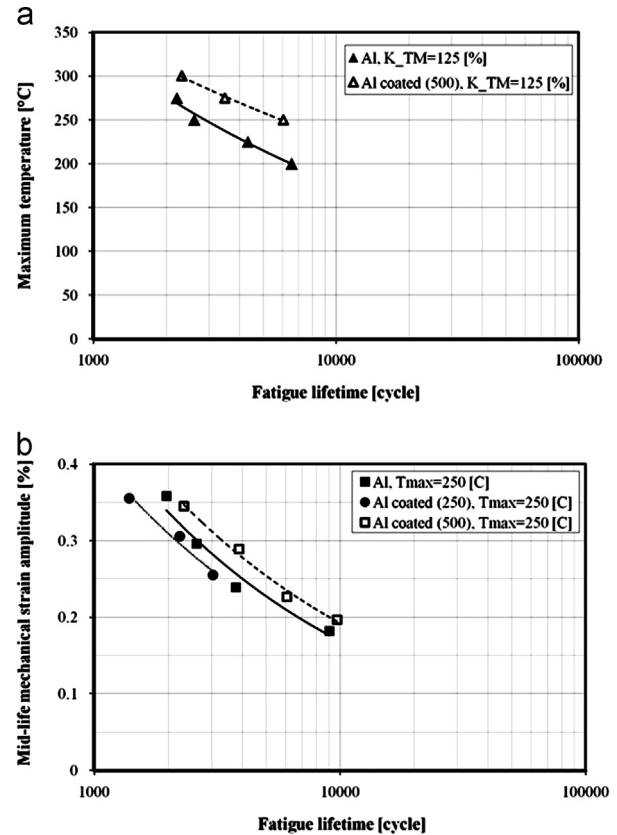 a
350
300
250
200
150
100
50
0
Maximum temperature [°C]
Al, K_TM=125 [%]
Al coated (500), K_TM=125 [%]
1000
10000
100000
Fatigue lifetime [cycle]
b
0.4
0.3
0.2
0.1
0
Mid-life mechanical strain amplitude [%]
Al, Tmax=250 [C]
Al coated (250), Tmax=250 [C]
Al coated (500), Tmax=250 [C]
1000
10000
100000
Fatigue lifetime [cycle]